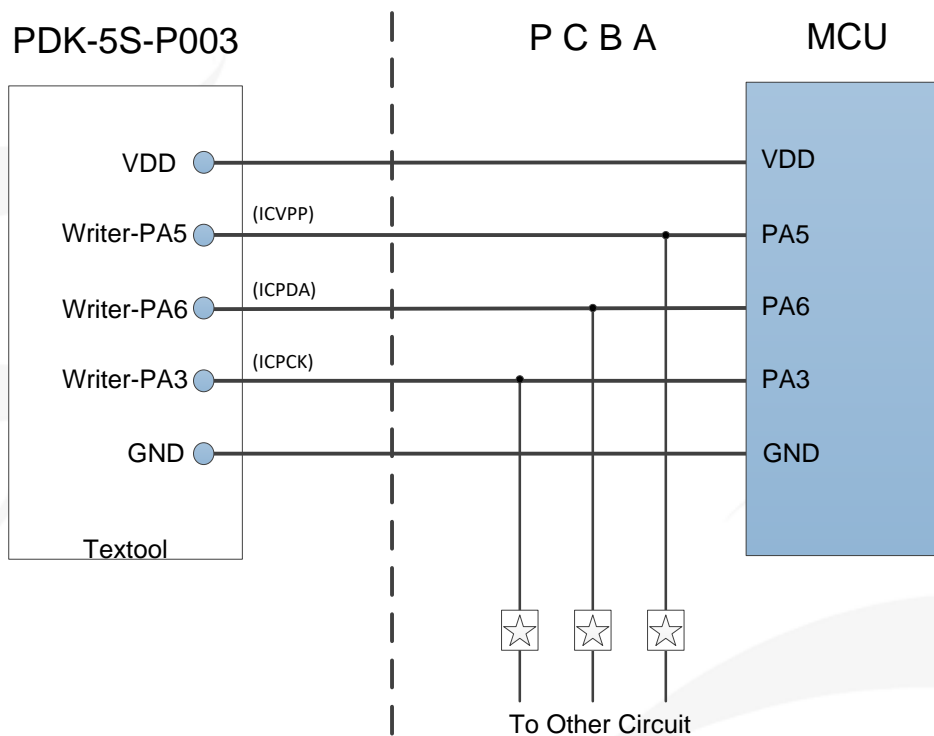 PDK-5S-P003
P C B A
MCU
VDD
VDD
Writer-PA5
(ICVPP)
PA5
Writer-PA6
(ICPDA)
PA6
Writer-PA3
(ICPCK)
PA3
GND
GND
Textool
To Other Circuit